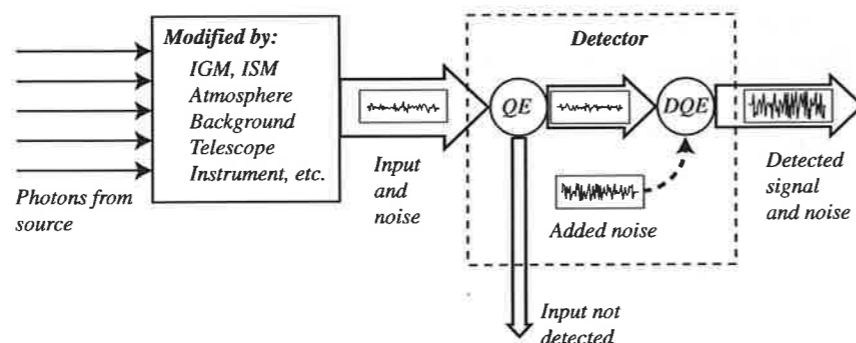 Modified by:
IGM, ISM
Atmosphere
Background
Telescope
Instrument, etc.
Photons from
source
Input
and
noise
Detector
QE
DQE
Added noise
Detected
signal
and noise
Input not
detected